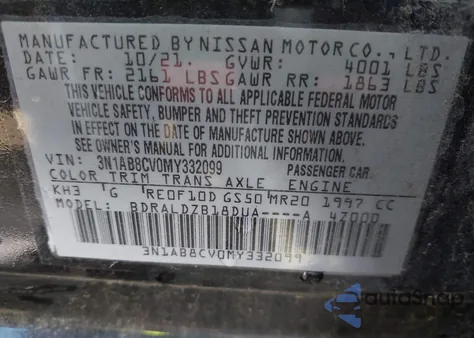 MANUFACTURED BY NISSAN MOTOR CO., LTD.
DATE: 10/21. GVWR: 4001 LBS
GAWR FR: 2161 LBS GAWR RR: 1863 LBS
THIS VEHICLE CONFORMS TO ALL APPLICABLE FEDERAL MOTOR
VEHICLE SAFETY, BUMPER AND THEFT PREVENTION STANDARDS
IN EFFECT ON THE DATE OF MANUFACTURE SHOWN ABOVE.
SEE OWNER'S MANUAL FOR ADDITIONAL INFORMATION
VIN: 3N1AB8CV0MY332099 PASSENGER CAR
COLOR TRIM TRANS AXLE ENGINE
KH3 G RE0F10D GS50 MR20 1997 CC
BDRALDZB18DUA----A 4Z000
3N1AB8CV0MY332099
AutoSnap